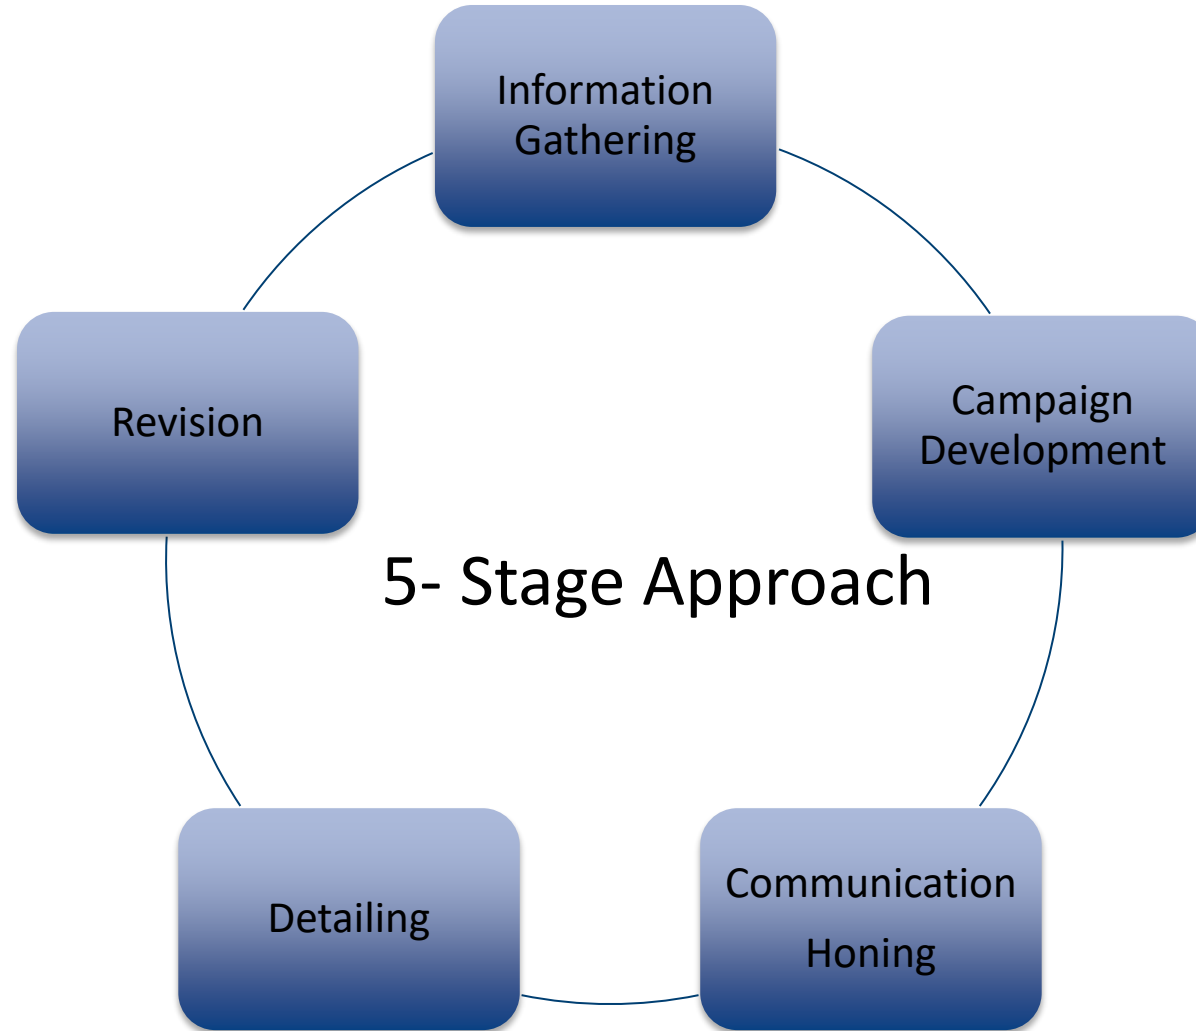 Information
Gathering
Campaign
Development
Revision
5- Stage Approach
Communication
Honing
Detailing